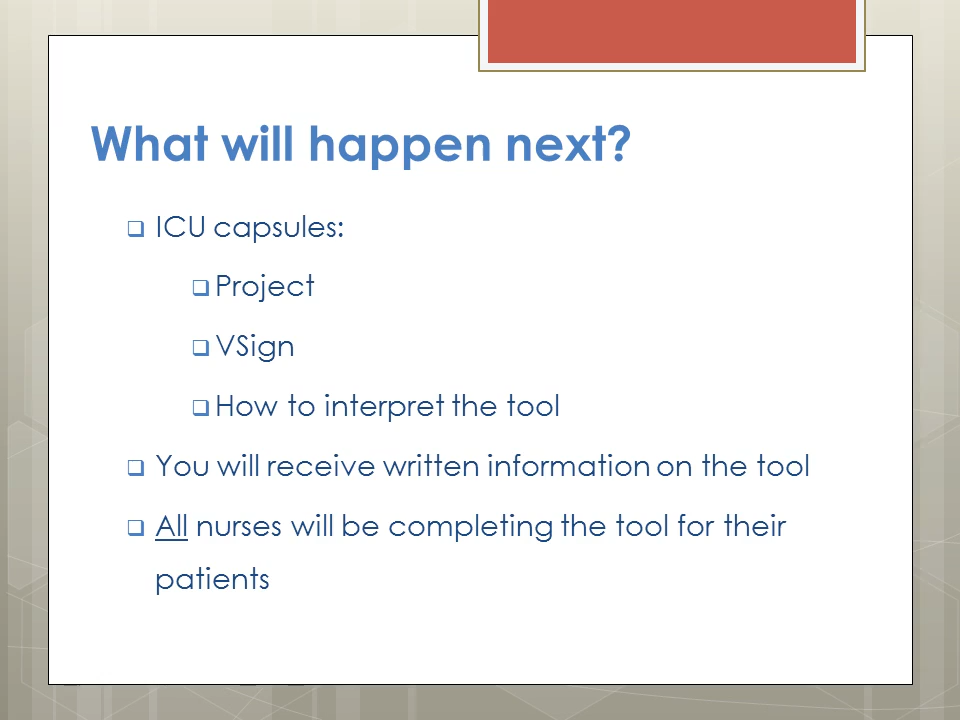 What will happen next?
ICU capsules:
Project
VSign
How to interpret the tool
You will receive written information on the tool
All nurses will be completing the tool for their
patients